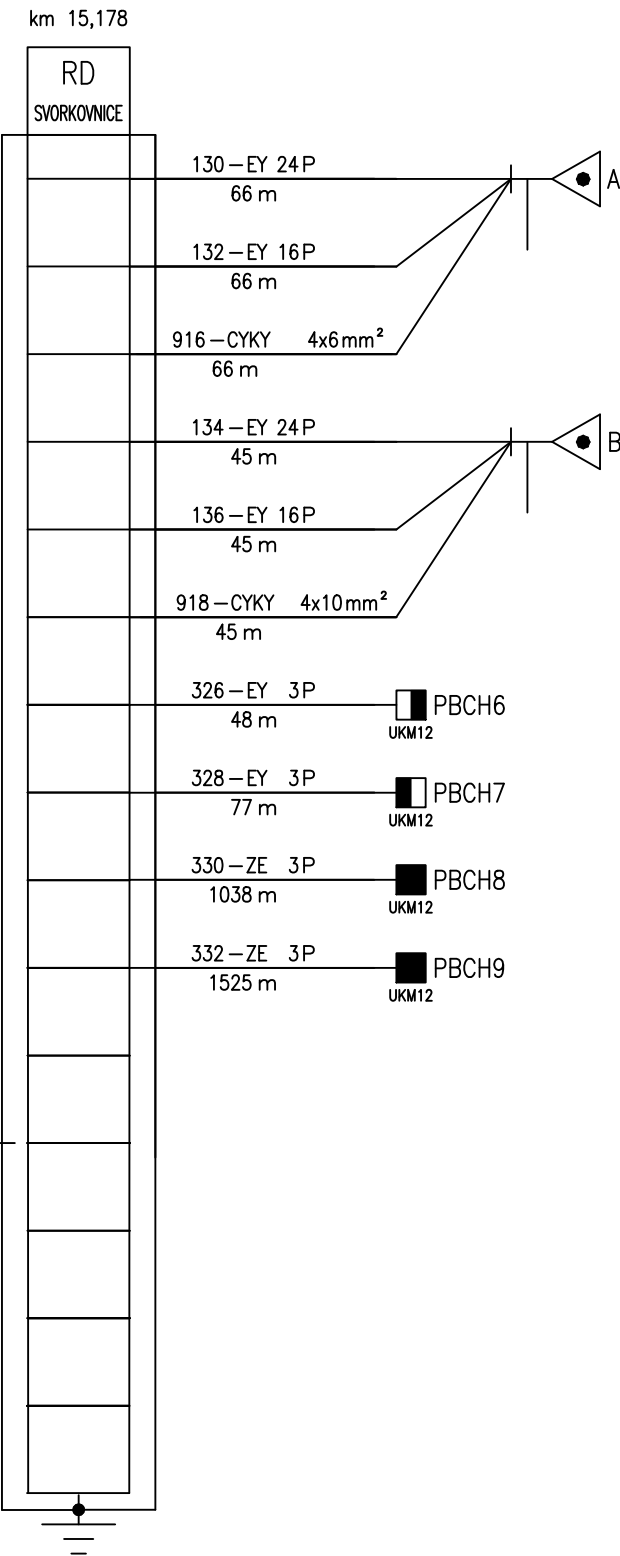 km 15,178
RD
SVORKOVNICE
130-EY 24P
66 m
A
132-EY 16P
66 m
916-CYKY 4x6mm²
66 m
134-EY 24P
45 m
B
136-EY 16P
45 m
918-CYKY 4x10mm²
45 m
326-EY 3P
48 m
PBCH6
UKM12
328-EY 3P
77 m
PBCH7
UKM12
330-ZE 3P
1038 m
PBCH8
UKM12
332-ZE 3P
1525 m
PBCH9
UKM12